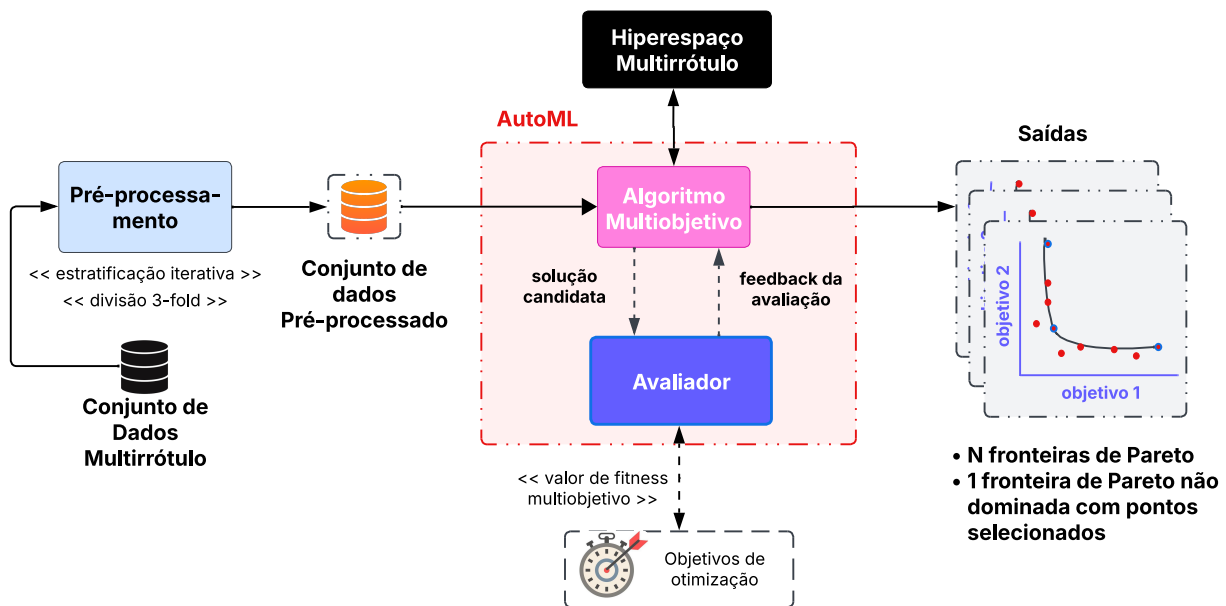 Hiperespaço
Multirrótulo
AutoML
Saídas
Pré-processa-
mento
Algoritmo
Multiobjetivo
<< estratificação iterativa >>
<< divisão 3-fold >>
Conjunto de
dados
Pré-processado
solução
candidata
feedback da
avaliação
Avaliador
objetivo 2
objetivo 1
Conjunto de
Dados
Multirrótulo
• N fronteiras de Pareto
• 1 fronteira de Pareto não
dominada com pontos
selecionados
<< valor de fitness
multiobjetivo >>
Objetivos de
otimização